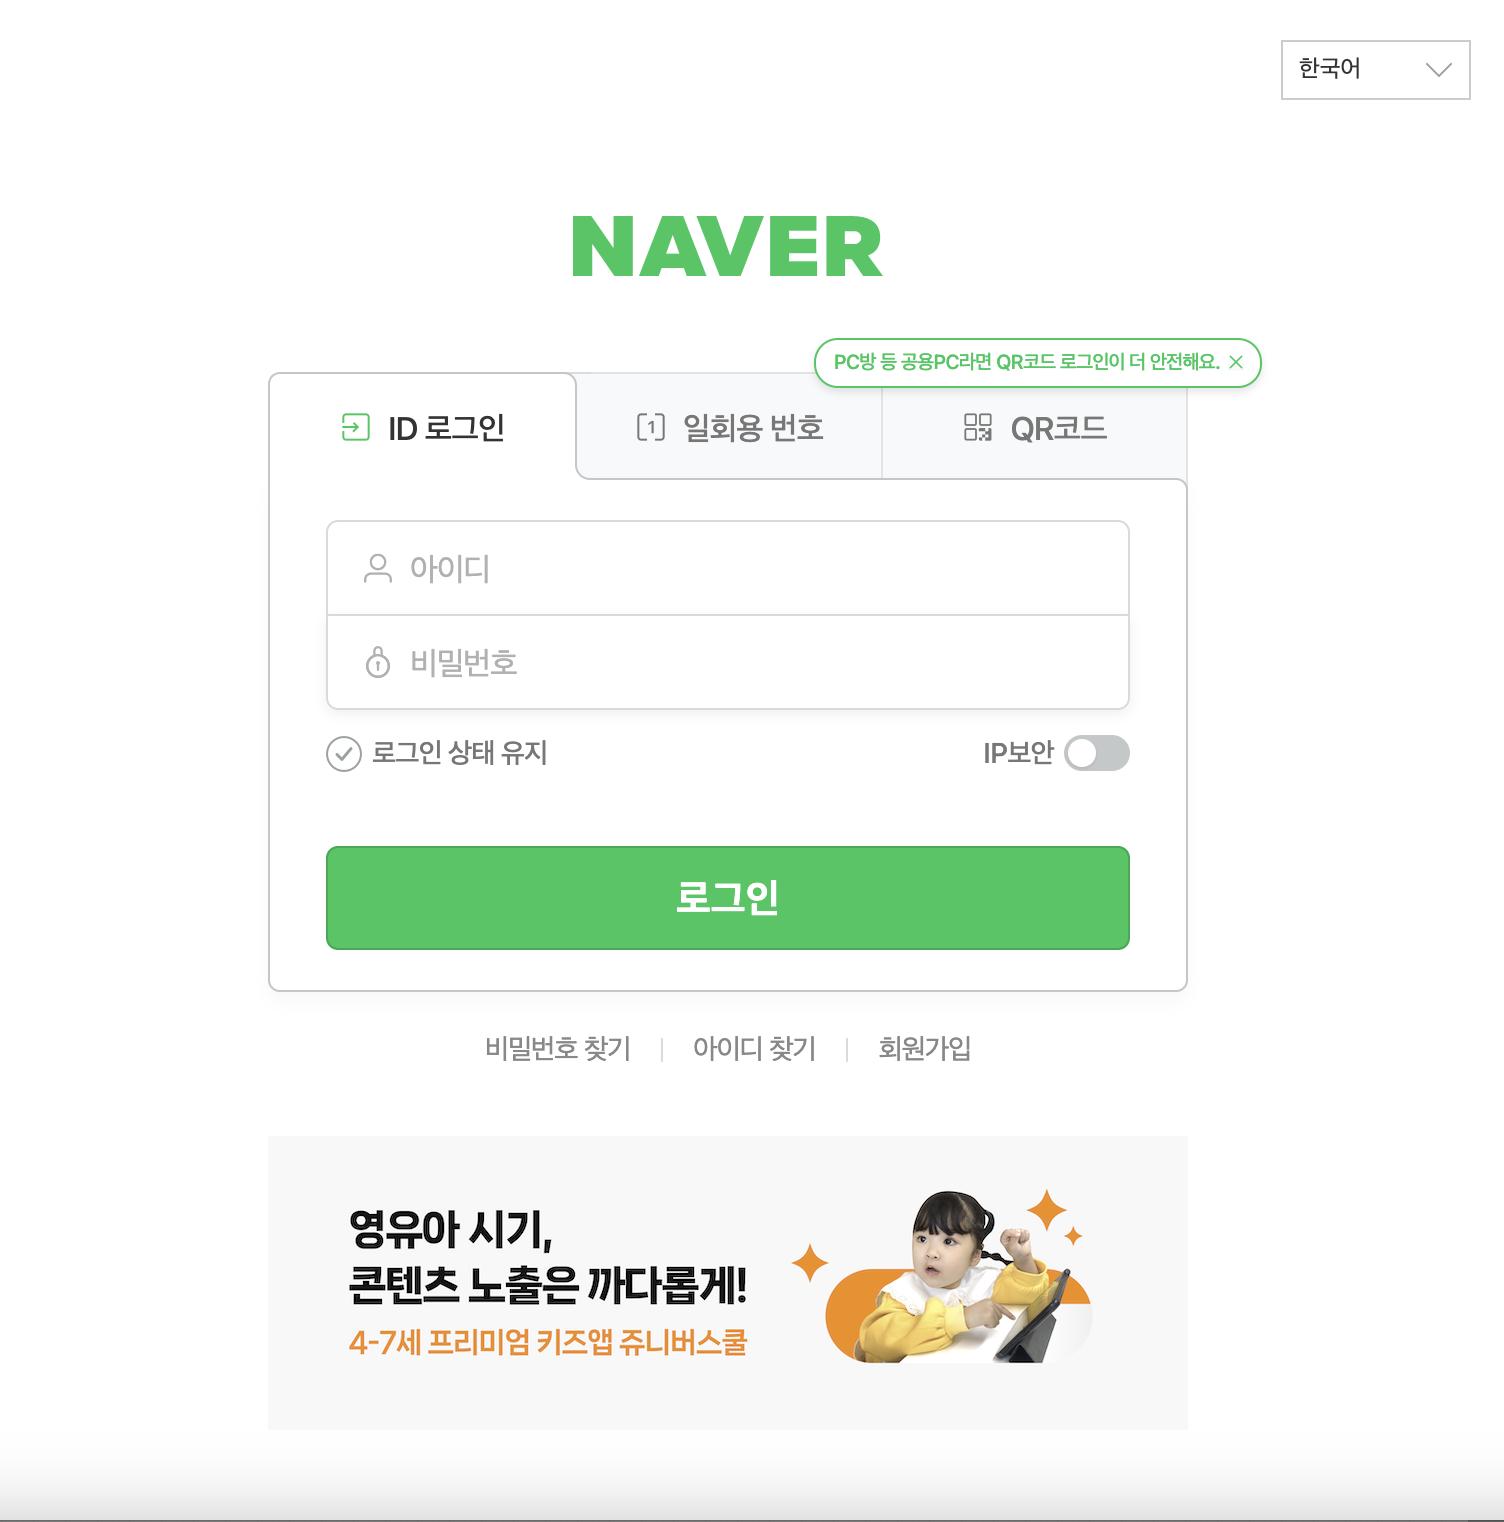 한국어
NAVER
PC방 등 공용PC라면 QR코드 로그인이 더 안전해요.
ID 로그인
1 일회용 번호
QR코드
아이디
비밀번호
로그인 상태 유지
IP보안
로그인
비밀번호 찾기 | 아이디 찾기 | 회원가입
영유아 시기,
콘텐츠 노출은 까다롭게!
4-7세 프리미엄 키즈앱 쥬니버스쿨